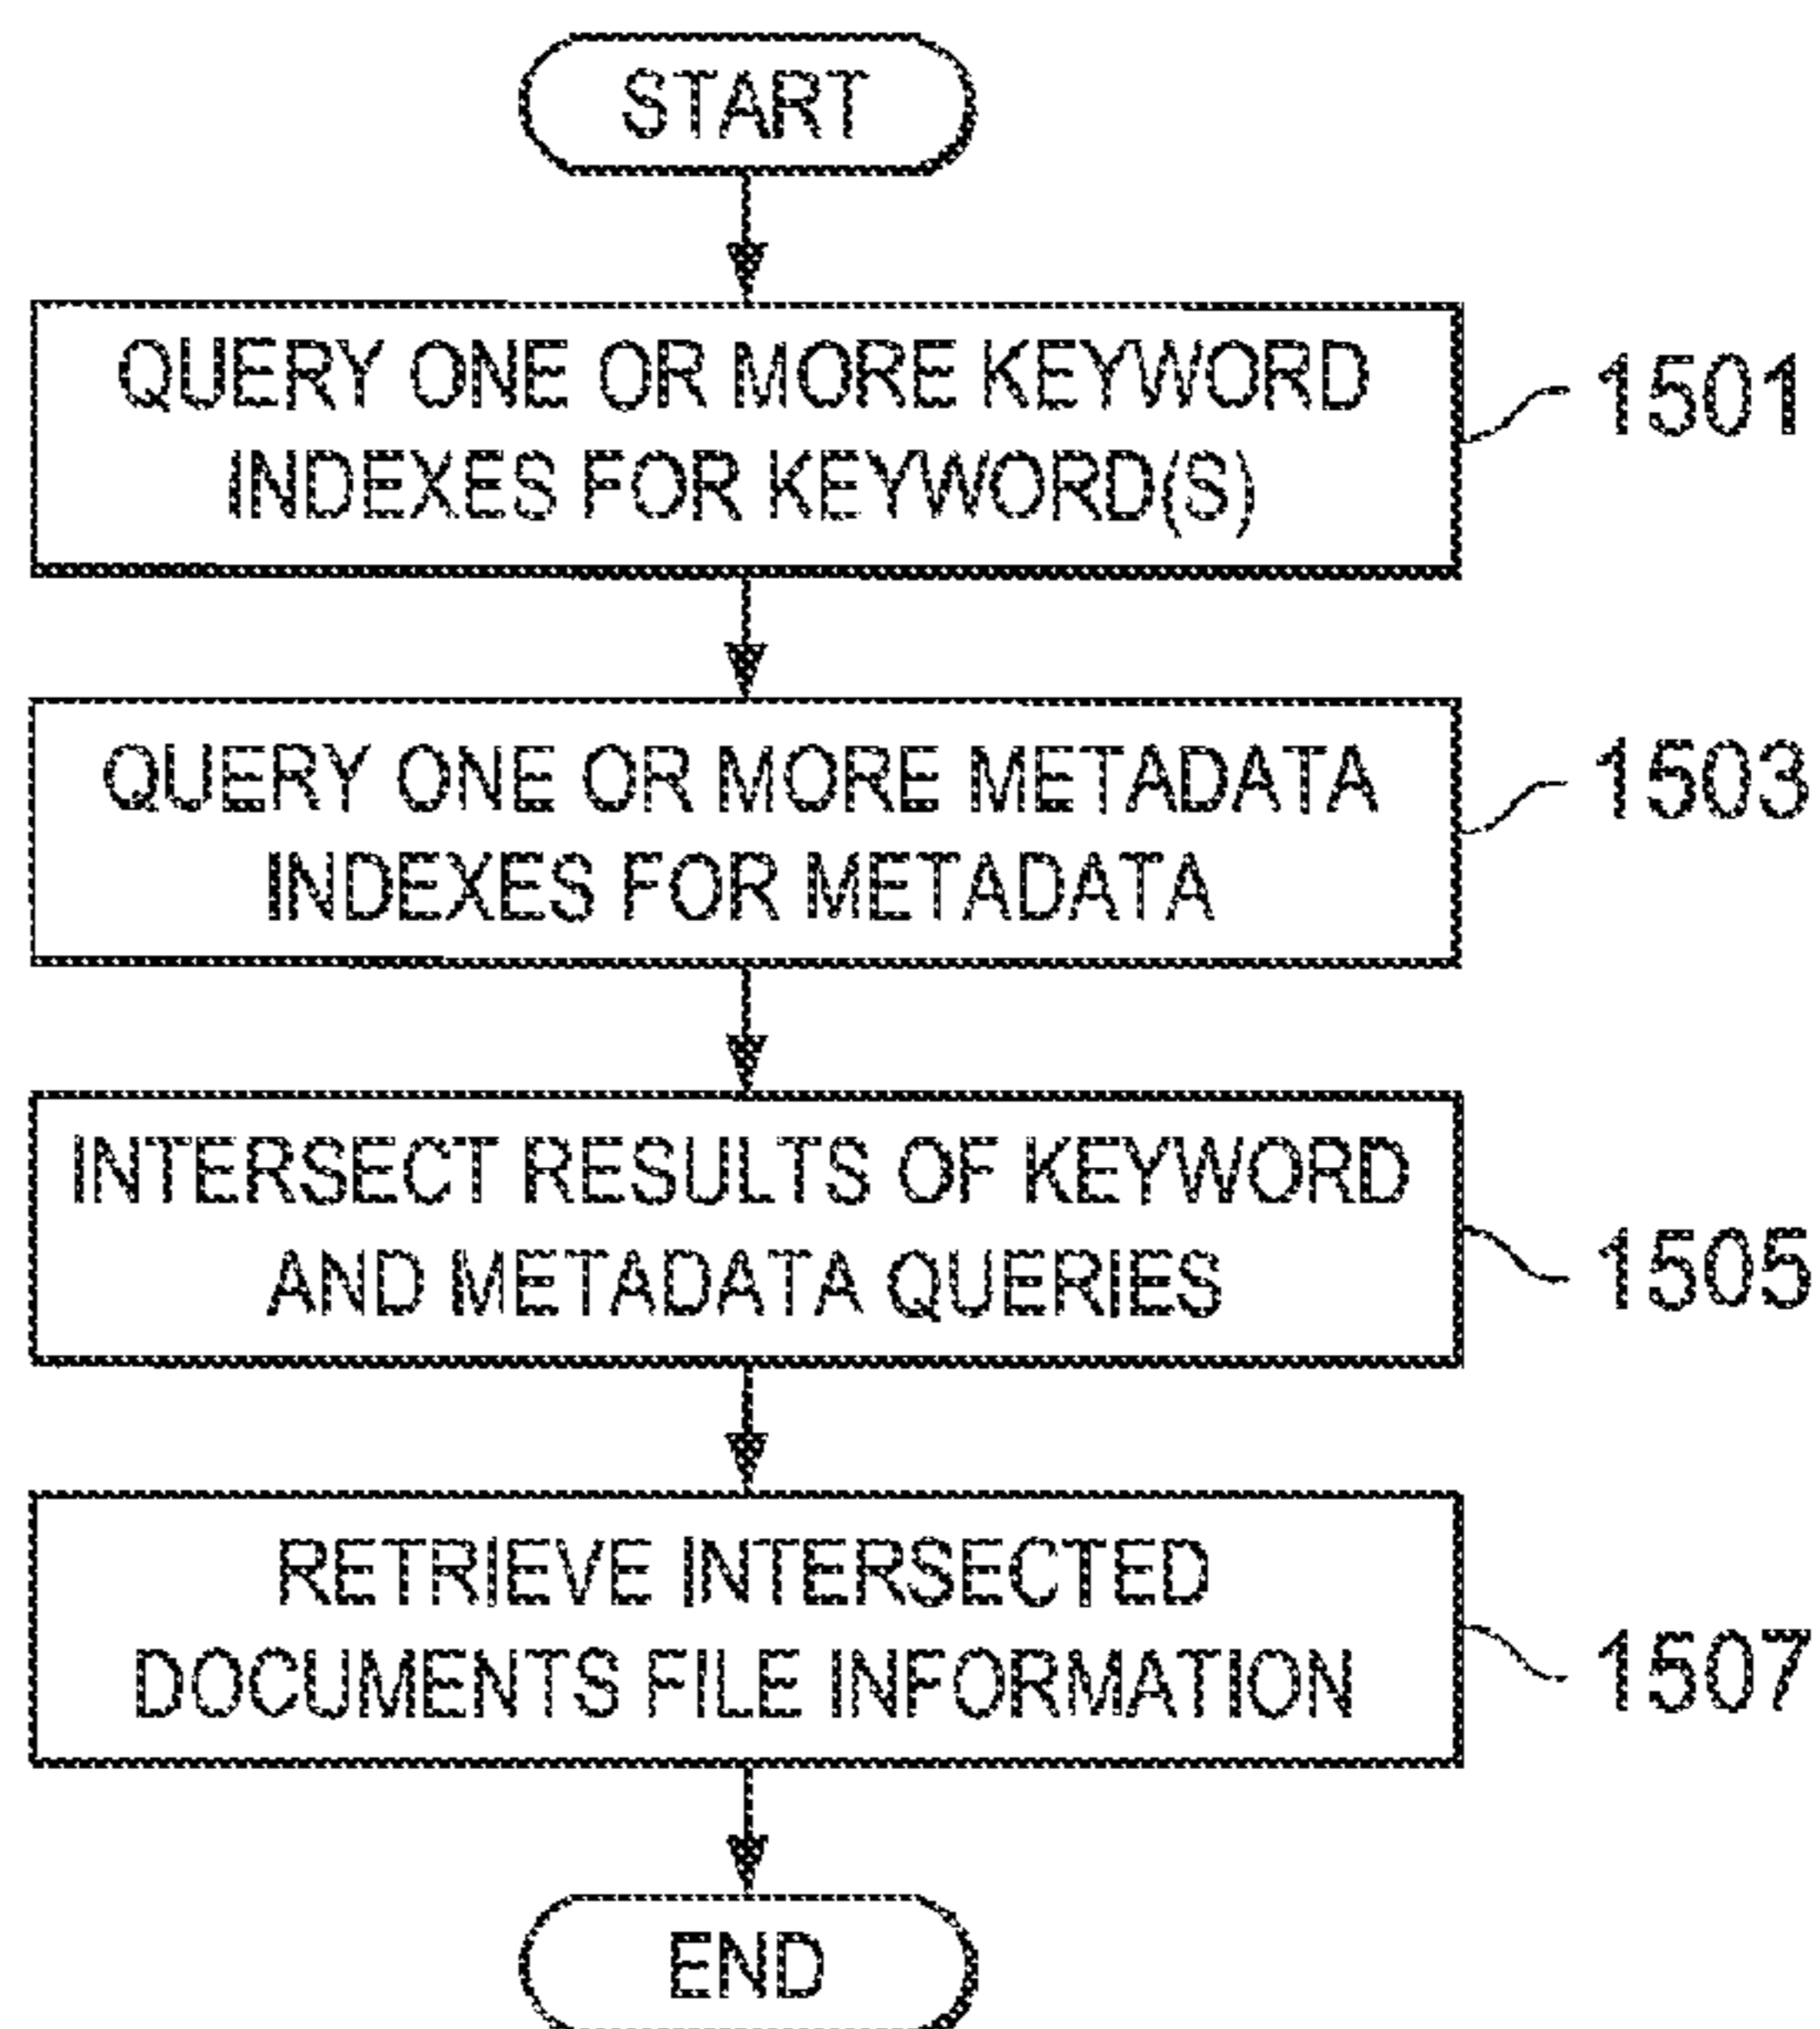 START
QUERY ONE OR MORE KEYWORD
INDEXES FOR KEYWORD(S)
1501
QUERY ONE OR MORE METADATA
INDEXES FOR METADATA
1503
INTERSECT RESULTS OF KEYWORD
AND METADATA QUERIES
1505
RETRIEVE INTERSECTED
DOCUMENTS FILE INFORMATION
1507
END